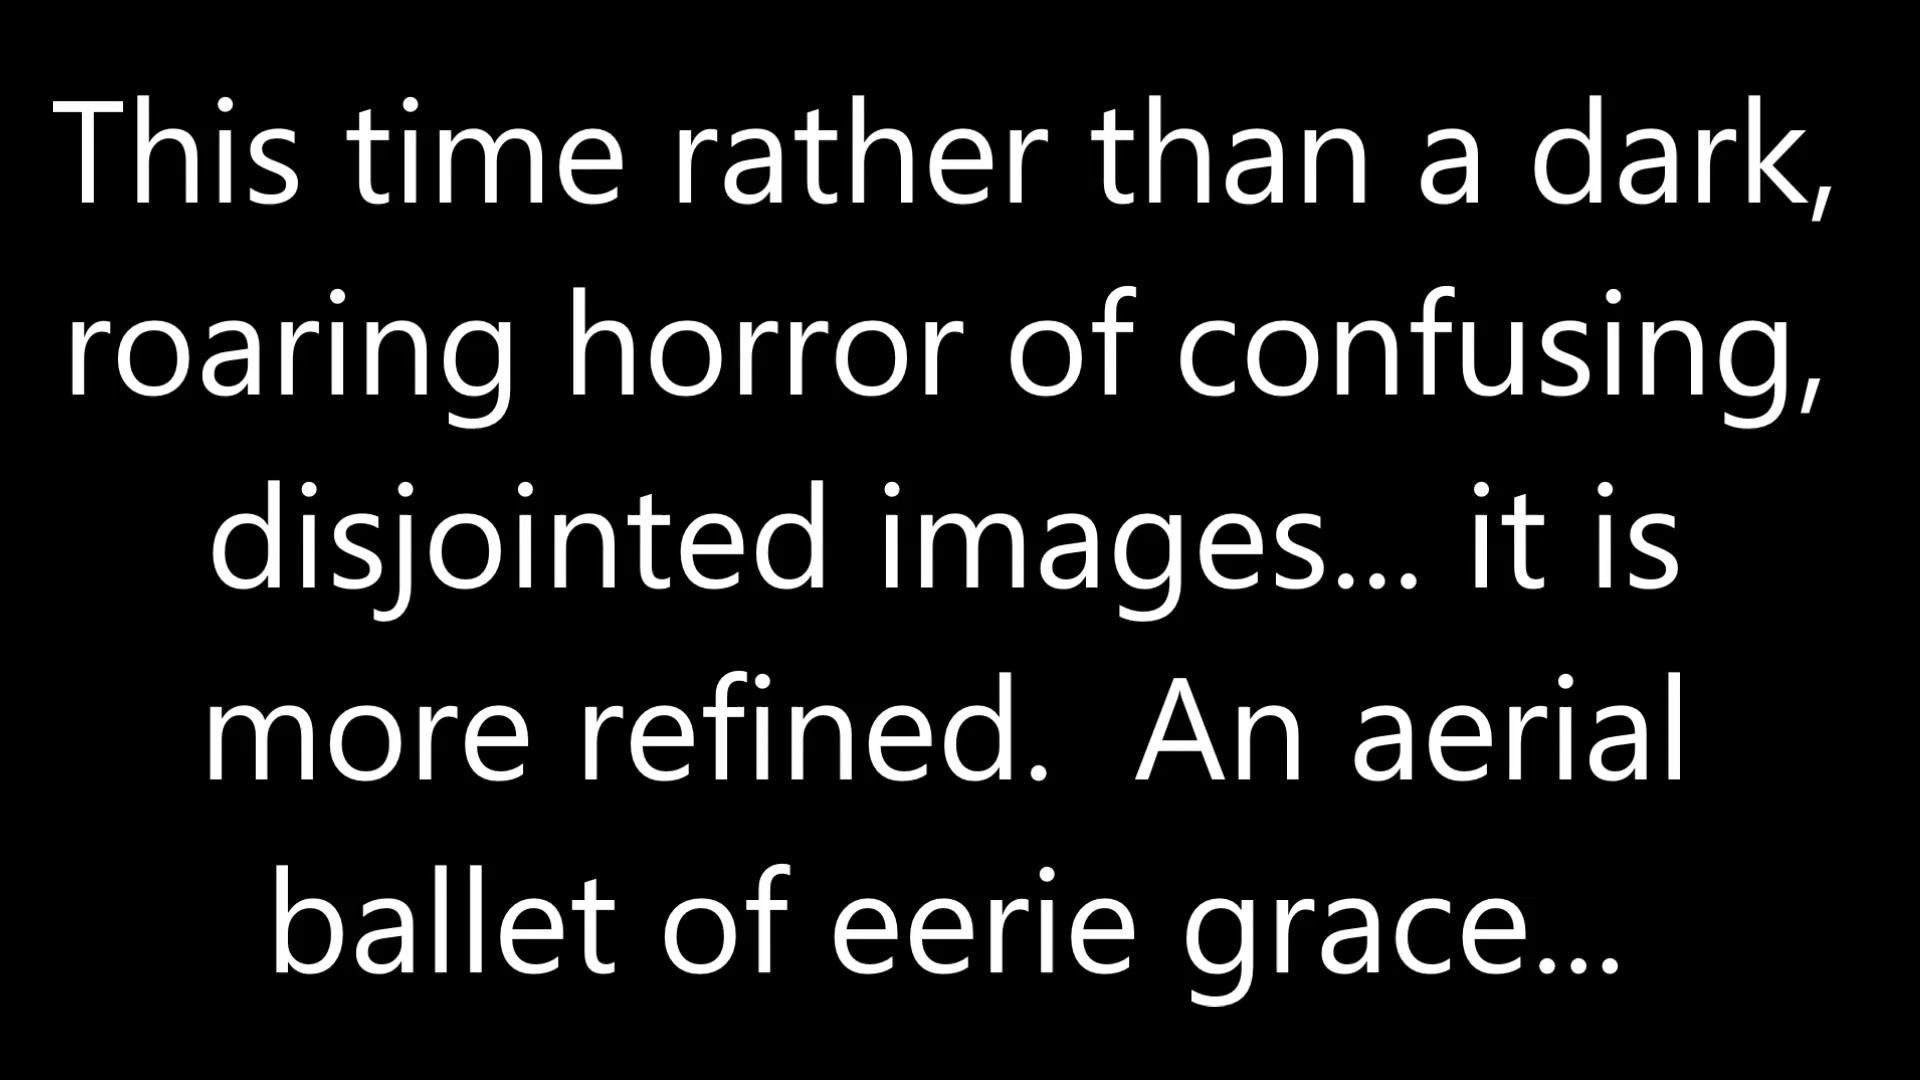 This time rather than a dark,
roaring horror of confusing,
disjointed images... it is
more refined.  An aerial
ballet of eerie grace...